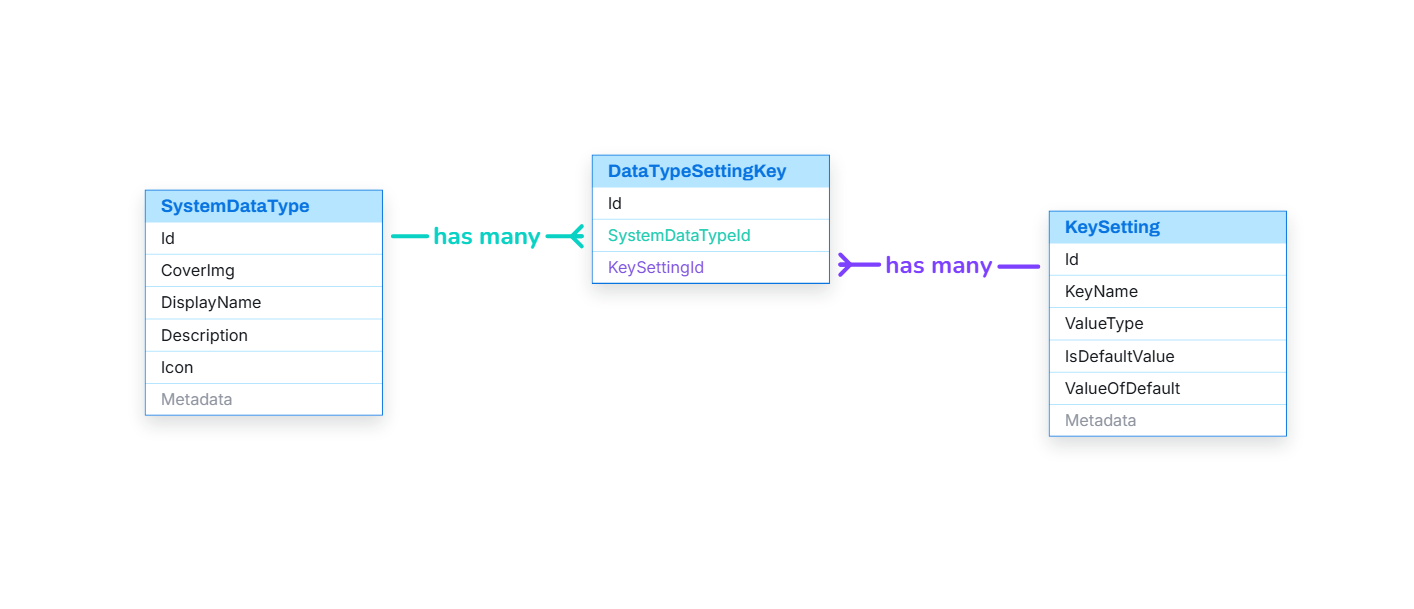 SystemDataType
Id
CoverImg
DisplayName
Description
Icon
Metadata
has many
DataTypeSettingKey
Id
SystemDataTypeId
KeySettingId
has many
KeySetting
Id
KeyName
ValueType
IsDefaultValue
ValueOfDefault
Metadata